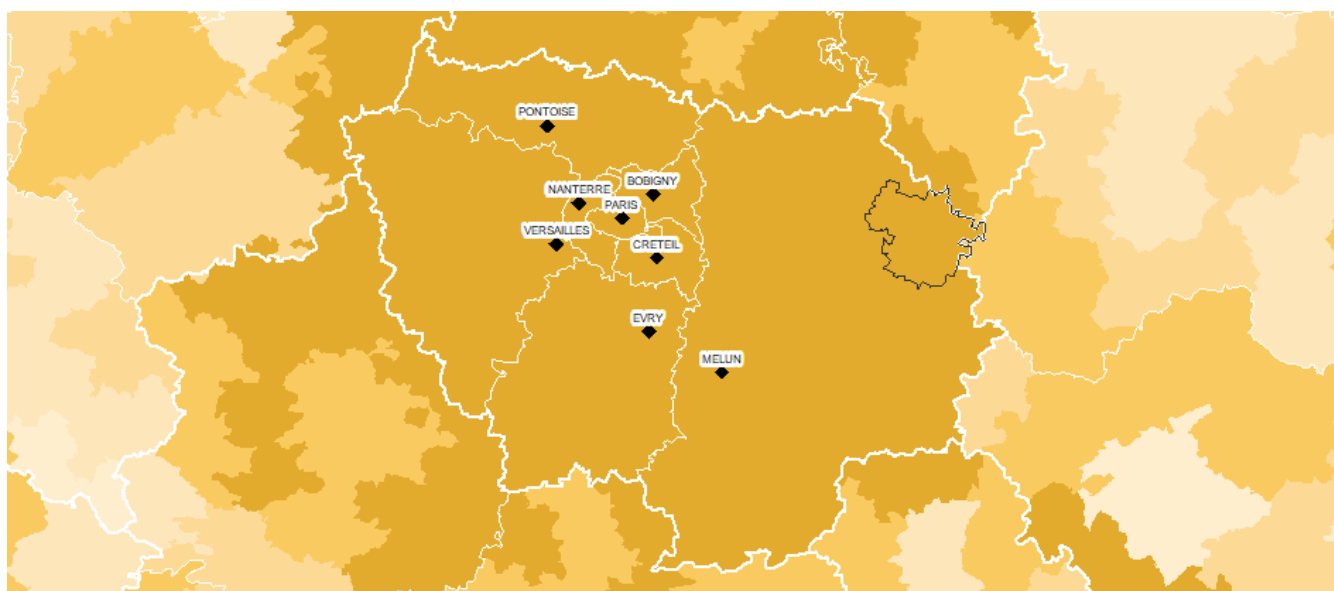 PONTOISE
BOBIGNY
NANTERRE
PARIS
VERSAILLES
CRETEIL
EVRY
MELUN